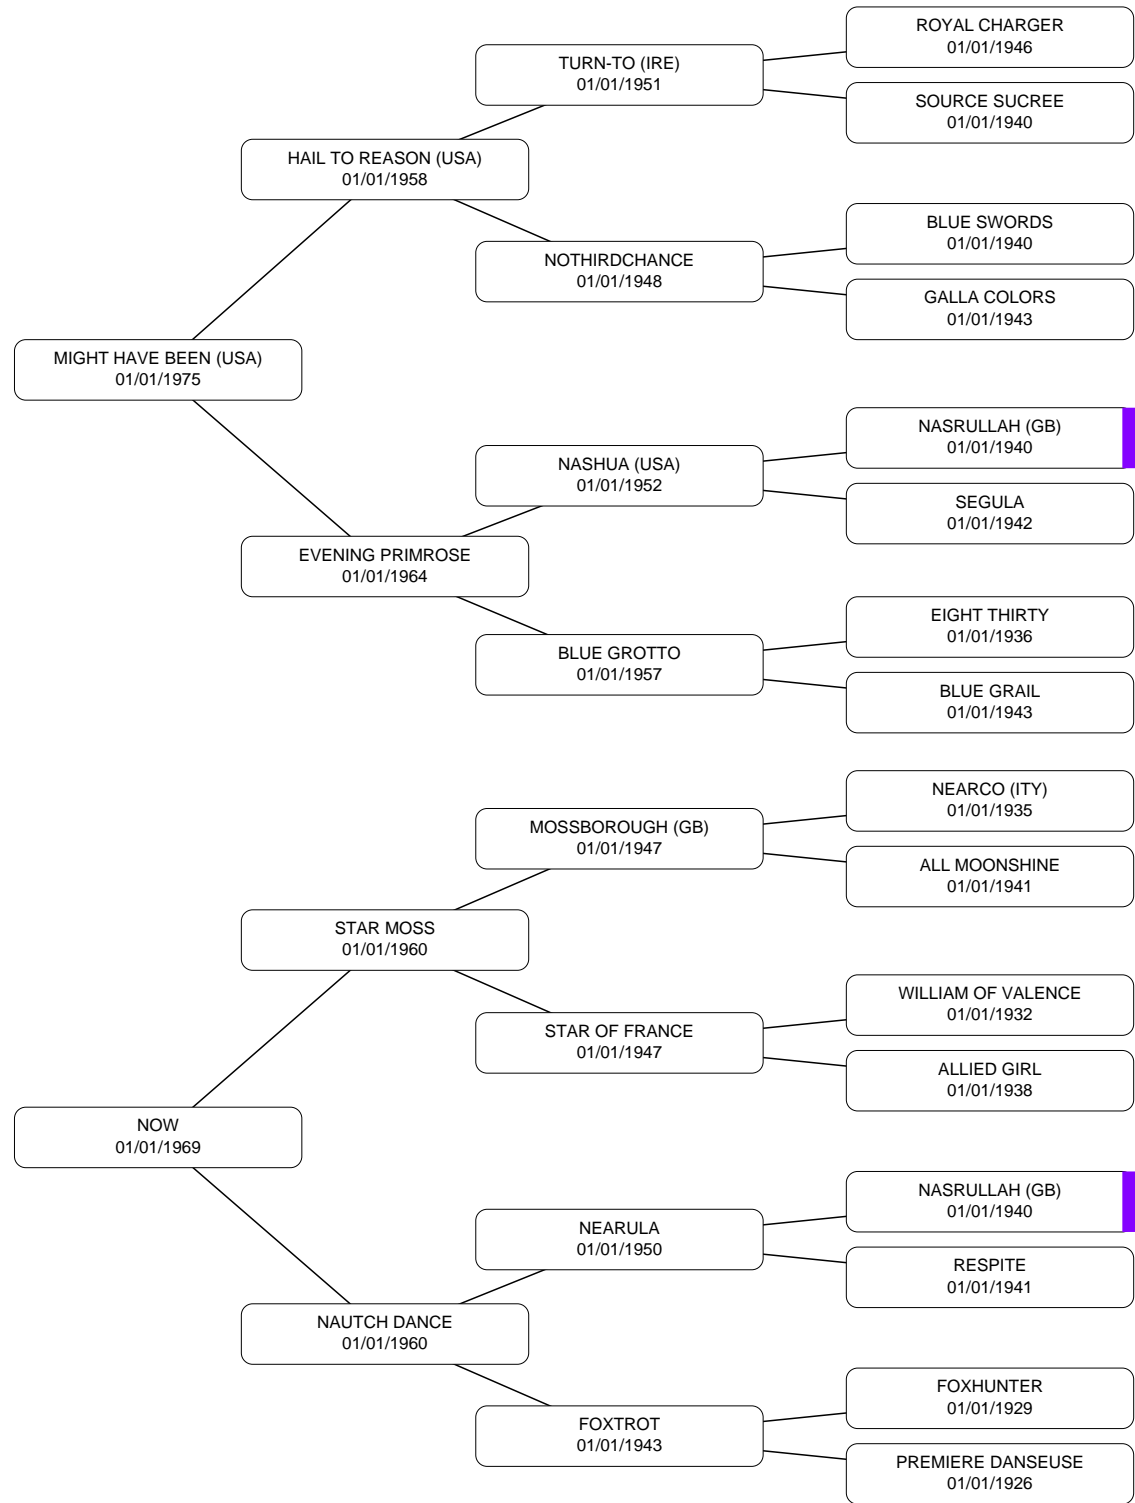 ROYAL CHARGER
01/01/1946
TURN-TO (IRE)
01/01/1951
SOURCE SUCREE
01/01/1940
HAIL TO REASON (USA)
01/01/1958
BLUE SWORDS
01/01/1940
NOTHIRDCHANCE
01/01/1948
GALLA COLORS
01/01/1943
MIGHT HAVE BEEN (USA)
01/01/1975
NASRULLAH (GB)
01/01/1940
NASHUA (USA)
01/01/1952
SEGULA
01/01/1942
EVENING PRIMROSE
01/01/1964
EIGHT THIRTY
01/01/1936
BLUE GROTTO
01/01/1957
BLUE GRAIL
01/01/1943
NEARCO (ITY)
01/01/1935
MOSSBOROUGH (GB)
01/01/1947
ALL MOONSHINE
01/01/1941
STAR MOSS
01/01/1960
WILLIAM OF VALENCE
01/01/1932
STAR OF FRANCE
01/01/1947
ALLIED GIRL
01/01/1938
NOW
01/01/1969
NASRULLAH (GB)
01/01/1940
NEARULA
01/01/1950
RESPITE
01/01/1941
NAUTCH DANCE
01/01/1960
FOXHUNTER
01/01/1929
FOXTROT
01/01/1943
PREMIERE DANSEUSE
01/01/1926